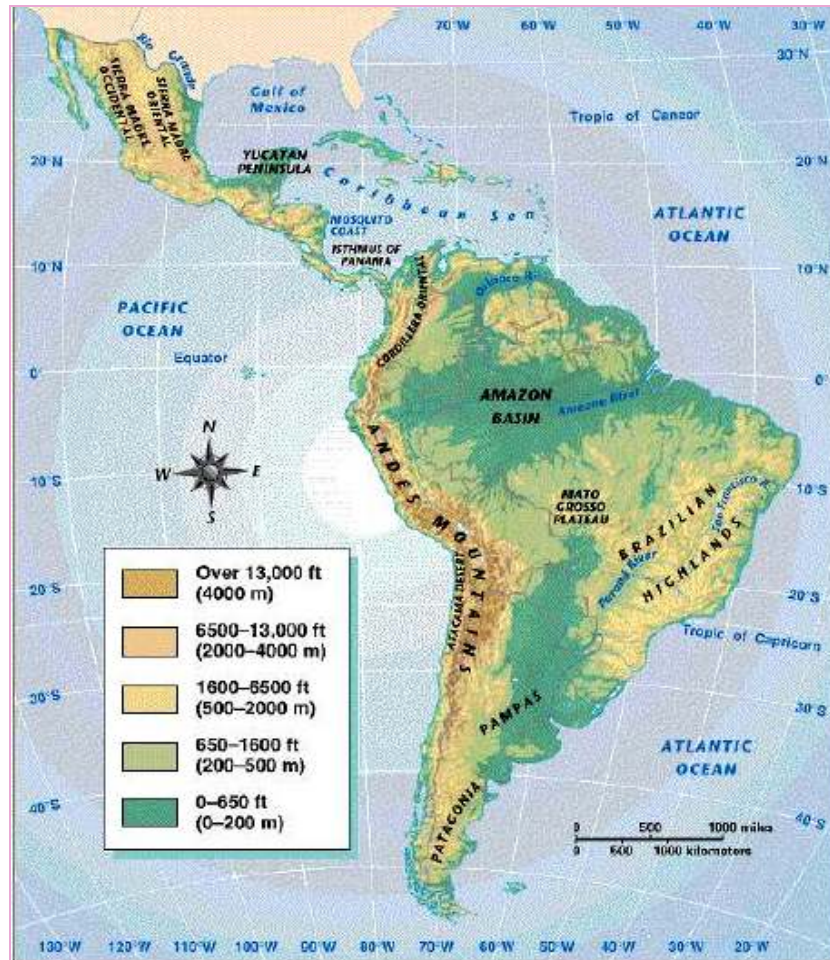 70°W 60°W 50°W 40°W 30°W
30°N
Rio Grande
SIERRA MADRE
OCCIDENTAL
SIERRA MADRE
ORIENTAL
Gulf of
Mexico
Tropic of Cancer
20°N
20°N
YUCATAN
PENINSULA
Caribbean Sea
MOSQUITO
COAST
ISTHMUS OF
PANAMA
ATLANTIC
OCEAN
10°N
10°N
PACIFIC
OCEAN
Equator
CORDILLERA ORIENTAL
Orinoco R.
0°
0°
AMAZON
BASIN
Amazon River
N
W E
S
10°S
10°S
ANDES MOUNTAINS
MATO
GROSSO
PLATEAU
BRAZILIAN
HIGHLANDS
São Francisco R.
Paraná River
ATACAMA DESERT
20°S
20°S
Tropic of Capricorn
Over 13,000 ft
(4000 m)
6500–13,000 ft
(2000–4000 m)
1600–6500 ft
(500–2000 m)
650–1600 ft
(200–500 m)
0–650 ft
(0–200 m)
30°S
30°S
PAMPAS
PATAGONIA
ATLANTIC
OCEAN
40°S
40°S
0 500 1000 miles
0 500 1000 kilometers
130°W 120°W 110°W 100°W 90°W 80°W 70°W 60°W 50°W 40°W 30°W 20°W